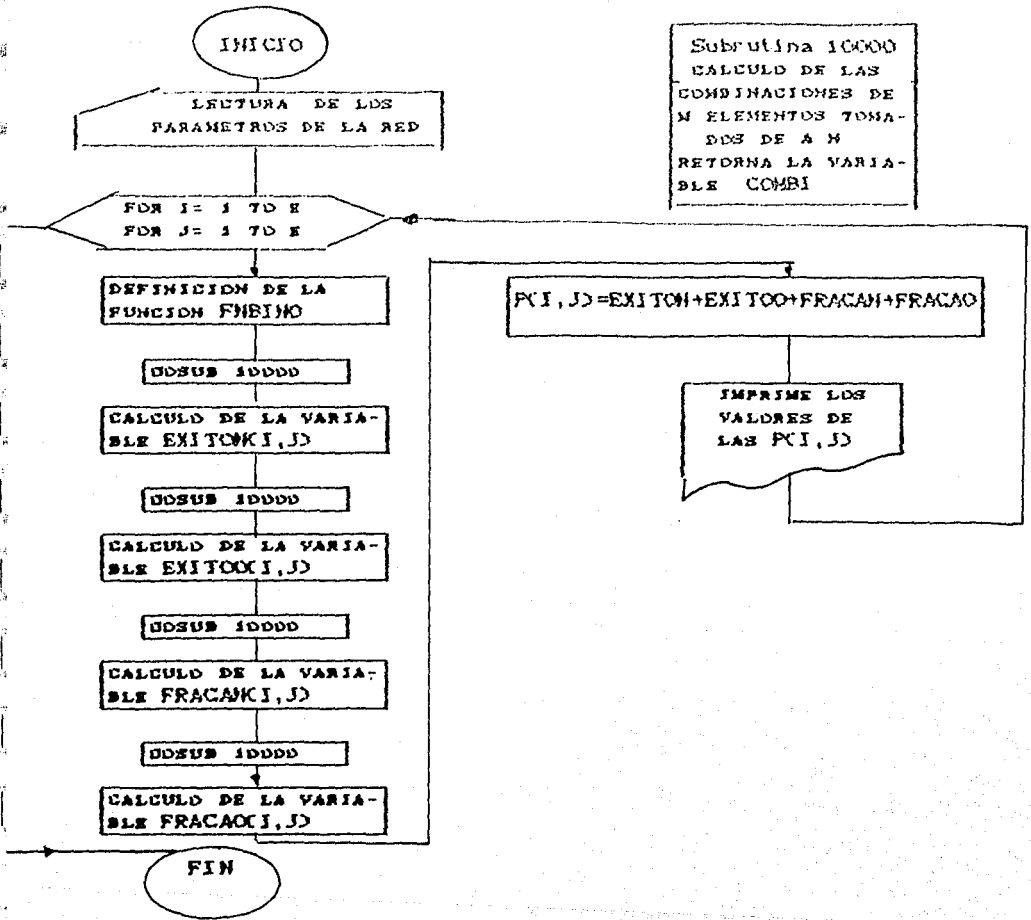 INICIO
LECTURA DE LOS
PARAMETROS DE LA RED
FOR I= 1 TO E
FOR J= 1 TO E
DEFINICION DE LA
FUNCION FNBINO
GOSUB 10000
CALCULO DE LA VARIA-
BLE EXITON(I,J)
GOSUB 10000
CALCULO DE LA VARIA-
BLE EXITOO(I,J)
GOSUB 10000
CALCULO DE LA VARIA-
BLE FRACAN(I,J)
GOSUB 10000
CALCULO DE LA VARIA-
BLE FRACAO(I,J)
FIN
Subrutina 10000
CALCULO DE LAS
COMBINACIONES DE
M ELEMENTOS TOMA-
DOS DE A N
RETORNA LA VARIA-
BLE COMBI
P(I,J)=EXITON+EXITOO+FRACAN+FRACAO
IMPRIME LOS
VALORES DE
LAS P(I,J)